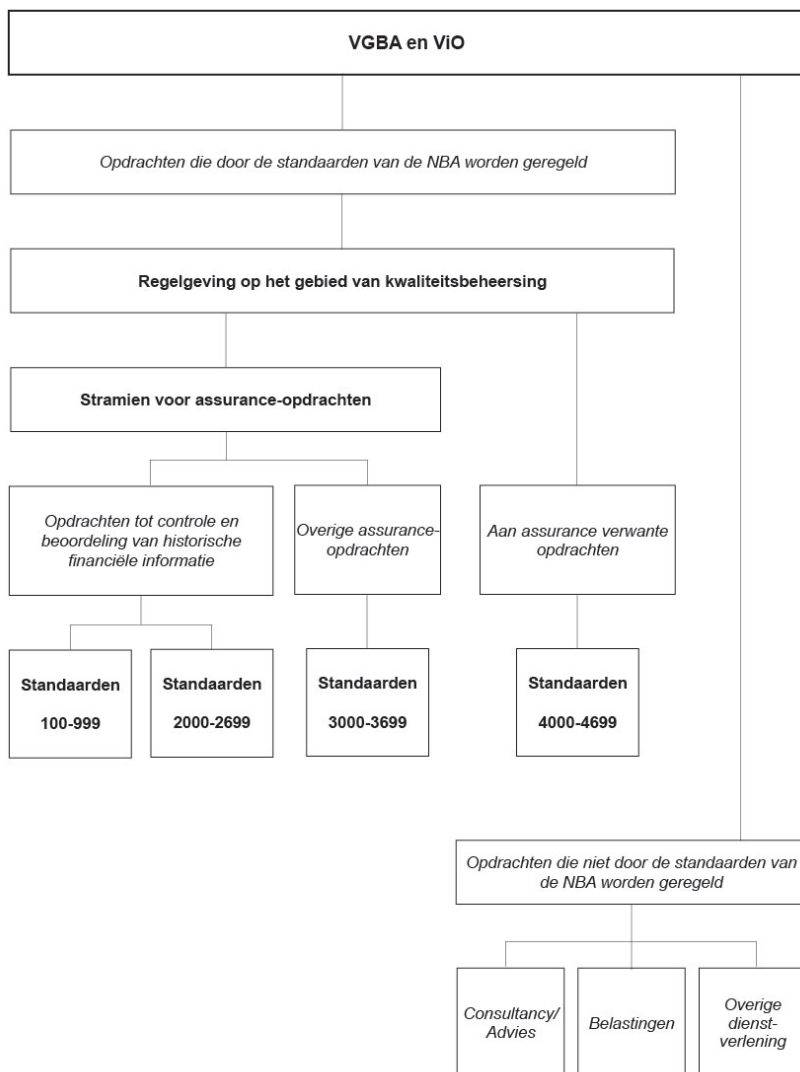 VGBA en ViO
Opdrachten die door de standaarden van de NBA worden geregeld
Regelgeving op het gebied van kwaliteitsbeheersing
Stramien voor assurance-opdrachten
Opdrachten tot controle en
beoordeling van historische
financiële informatie
Overige assurance-
opdrachten
Aan assurance verwante
opdrachten
Standaarden
100-999
Standaarden
2000-2699
Standaarden
3000-3699
Standaarden
4000-4699
Opdrachten die niet door de standaarden van
de NBA worden geregeld
Consultancy/
Advies
Belastingen
Overige
dienst-
verlening